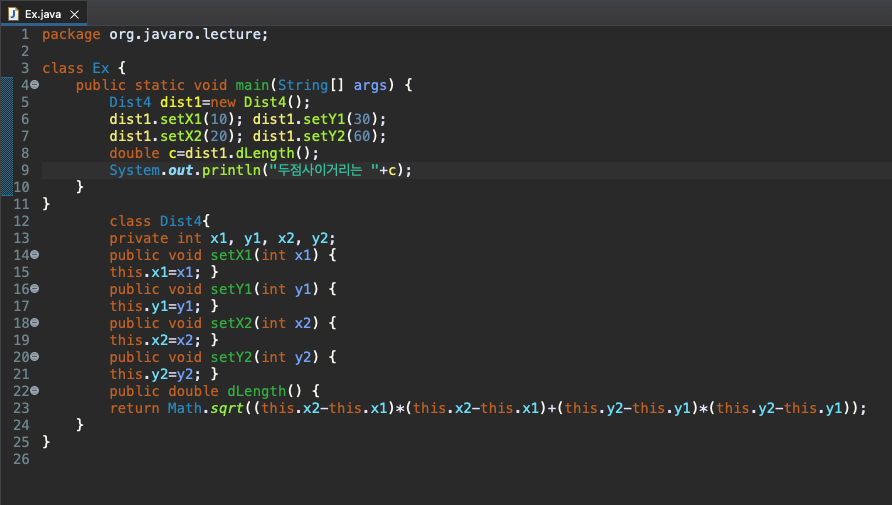 Ex.java
1 package org.javaro.lecture;
2
3 class Ex {
4 public static void main(String[] args) {
5 Dist4 dist1=new Dist4();
6 dist1.setX1(10); dist1.setY1(30);
7 dist1.setX2(20); dist1.setY2(60);
8 double c=dist1.dLength();
9 System.out.println("두점사이거리는 "+c);
10 }
11 }
12 class Dist4{
13 private int x1, y1, x2, y2;
14 public void setX1(int x1) {
15 this.x1=x1; }
16 public void setY1(int y1) {
17 this.y1=y1; }
18 public void setX2(int x2) {
19 this.x2=x2; }
20 public void setY2(int y2) {
21 this.y2=y2; }
22 public double dLength() {
23 return Math.sqrt((this.x2-this.x1)*(this.x2-this.x1)+(this.y2-this.y1)*(this.y2-this.y1));
24 }
25 }
26